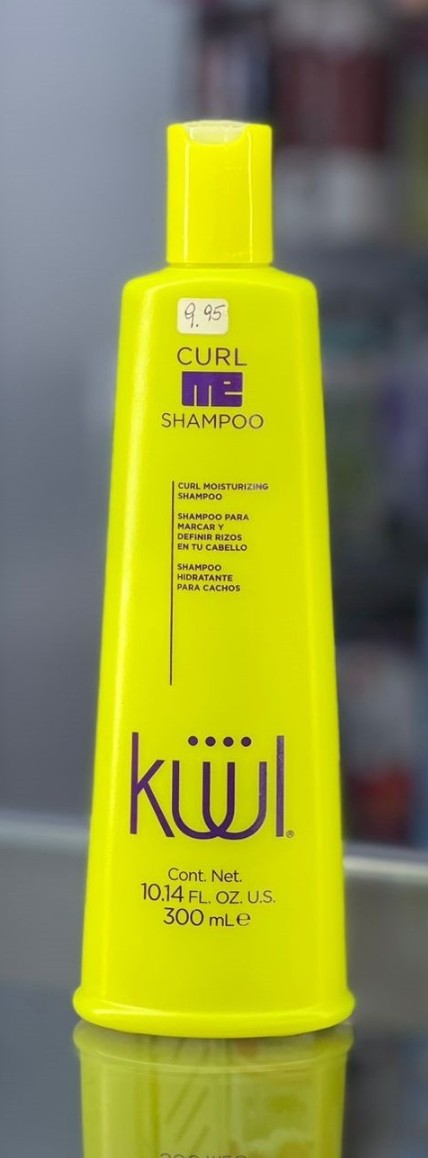 9.95
CURL
me
SHAMPOO
CURL MOISTURIZING
SHAMPOO
SHAMPOO PARA
MARCAR Y
DEFINIR RIZOS
EN TU CABELLO
SHAMPOO
HIDRATANTE
PARA CACHOS
küül®
Cont. Net.
10.14 FL. OZ. U.S.
300 mL℮